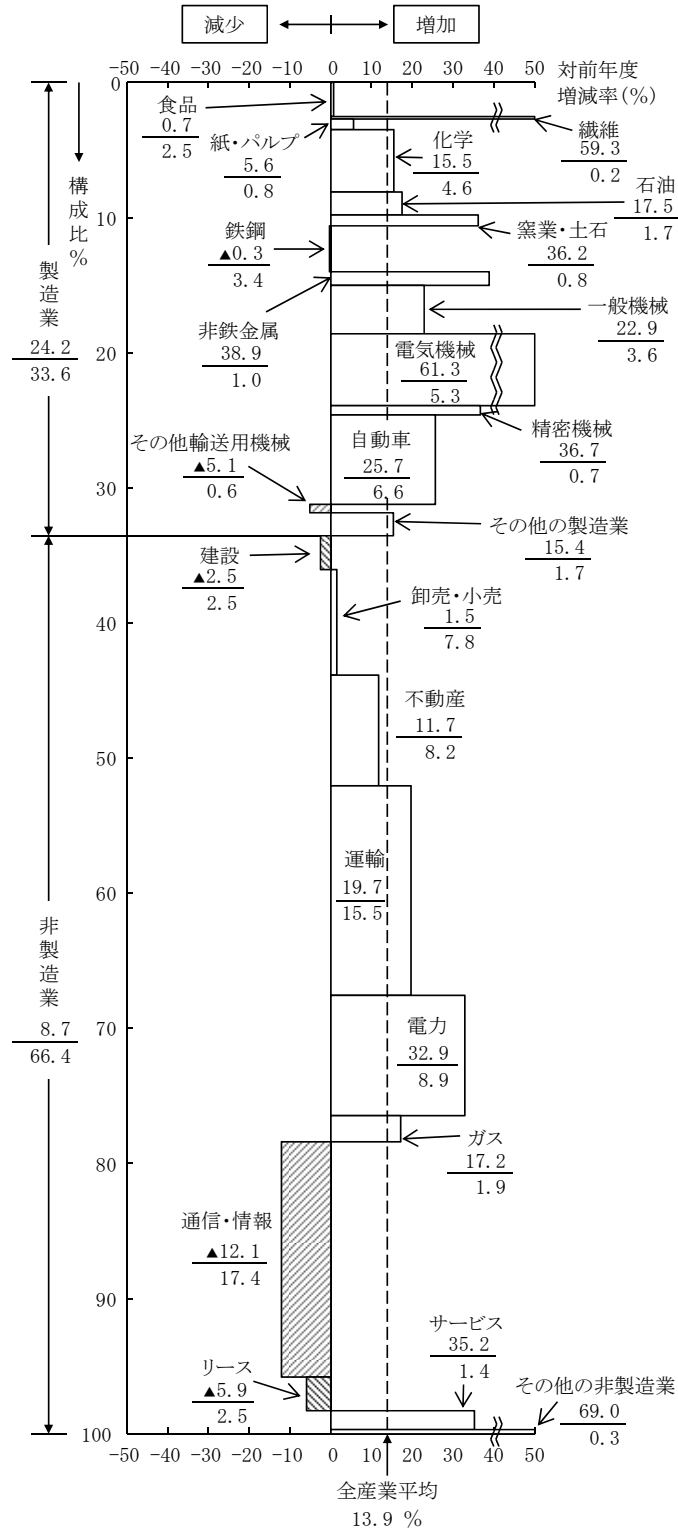 減少
増加
-50 -40 -30 -20 -10 0 10 20 30 40 50
対前年度
増減率(%)
構成比%
0
10
20
30
40
50
60
70
80
90
100
製造業
24.2
33.6
非製造業
8.7
66.4
食品
0.7
2.5
繊維
59.3
0.2
紙・パルプ
5.6
0.8
化学
15.5
4.6
石油
17.5
1.7
窯業・土石
36.2
0.8
鉄鋼
▲0.3
3.4
非鉄金属
38.9
1.0
一般機械
22.9
3.6
電気機械
61.3
5.3
精密機械
36.7
0.7
自動車
25.7
6.6
その他輸送用機械
▲5.1
0.6
その他の製造業
15.4
1.7
建設
▲2.5
2.5
卸売・小売
1.5
7.8
不動産
11.7
8.2
運輸
19.7
15.5
電力
32.9
8.9
ガス
17.2
1.9
通信・情報
▲12.1
17.4
リース
▲5.9
2.5
サービス
35.2
1.4
その他の非製造業
69.0
0.3
-50 -40 -30 -20 -10 0 10 20 30 40 50
全産業平均
13.9 %